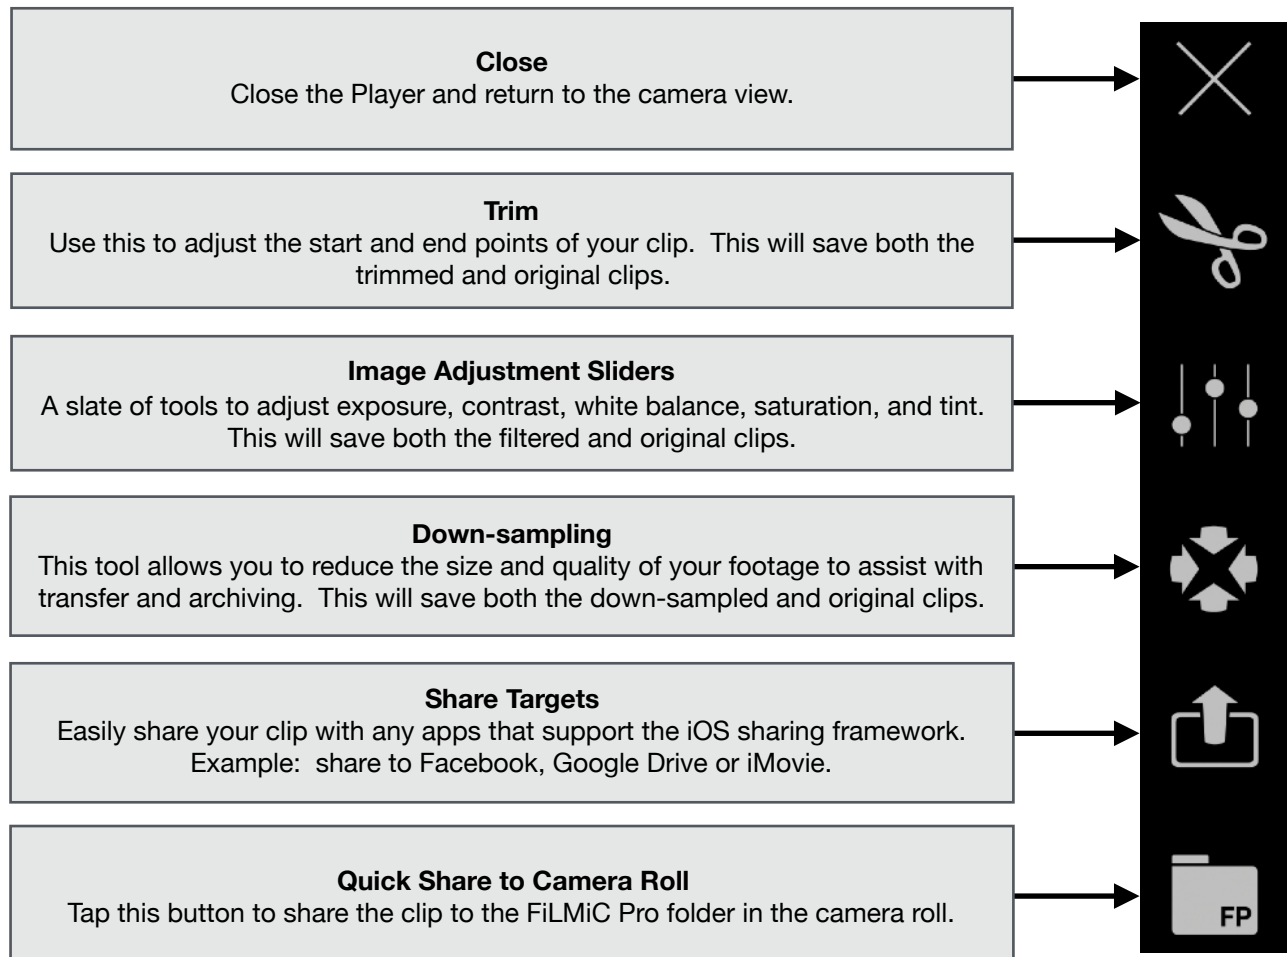 Close
Close the Player and return to the camera view.
Trim
Use this to adjust the start and end points of your clip.  This will save both the
trimmed and original clips.
Image Adjustment Sliders
A slate of tools to adjust exposure, contrast, white balance, saturation, and tint.
This will save both the filtered and original clips.
Down-sampling
This tool allows you to reduce the size and quality of your footage to assist with
transfer and archiving.  This will save both the down-sampled and original clips.
Share Targets
Easily share your clip with any apps that support the iOS sharing framework.
Example:  share to Facebook, Google Drive or iMovie.
Quick Share to Camera Roll
Tap this button to share the clip to the FiLMiC Pro folder in the camera roll.
FP